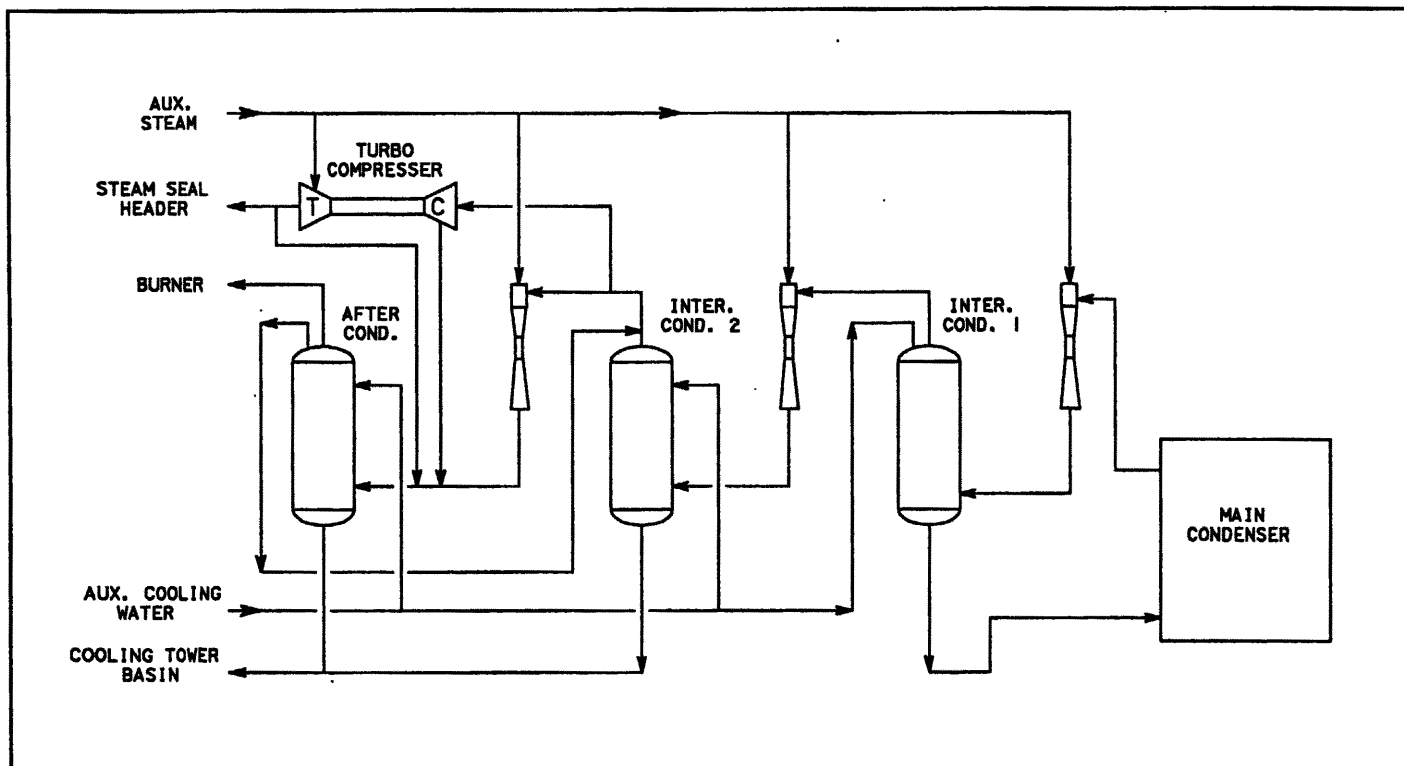 AUX.
STEAM
TURBO
COMPRESSER
STEAM SEAL
HEADER
T
C
BURNER
AFTER
COND.
INTER.
COND. 2
INTER.
COND. 1
MAIN
CONDENSER
AUX. COOLING
WATER
COOLING TOWER
BASIN